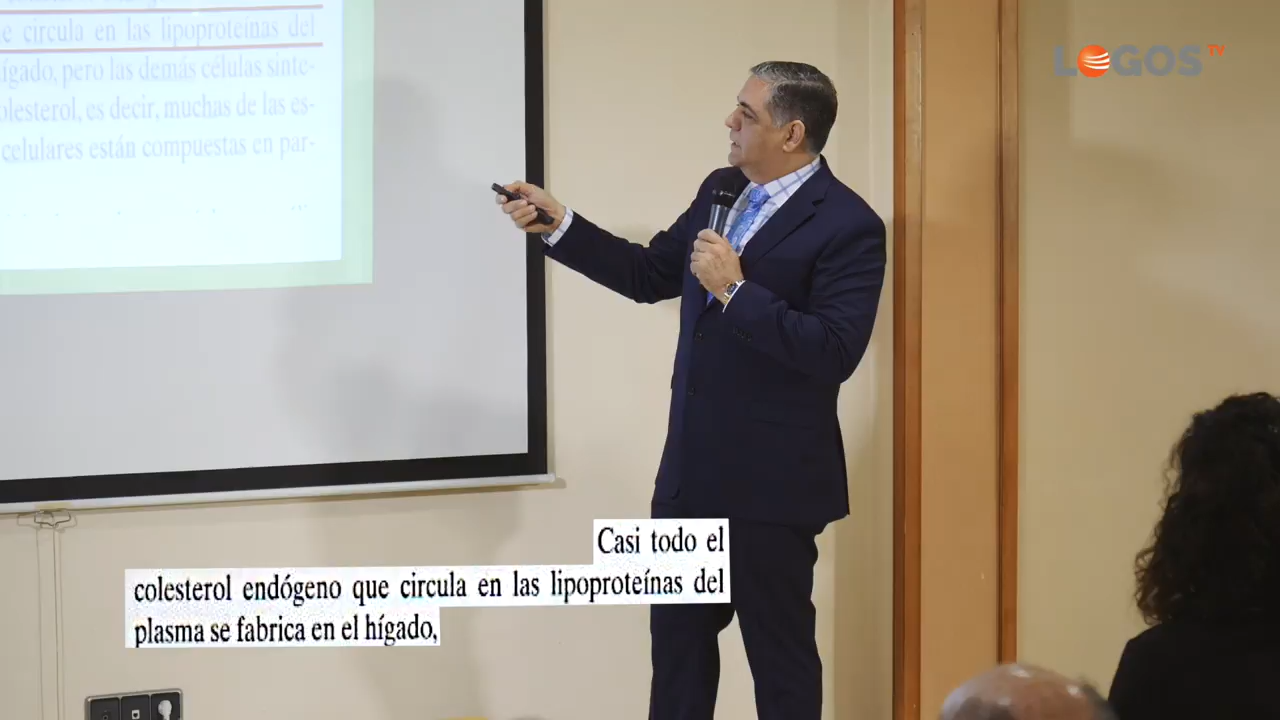 e circula en las lipoproteínas del
ígado, pero las demás células sinte-
olesterol, es decir, muchas de las es-
celulares están compuestas en par-
LOGOS TV
Casi todo el
colesterol endógeno que circula en las lipoproteínas del
plasma se fabrica en el hígado,